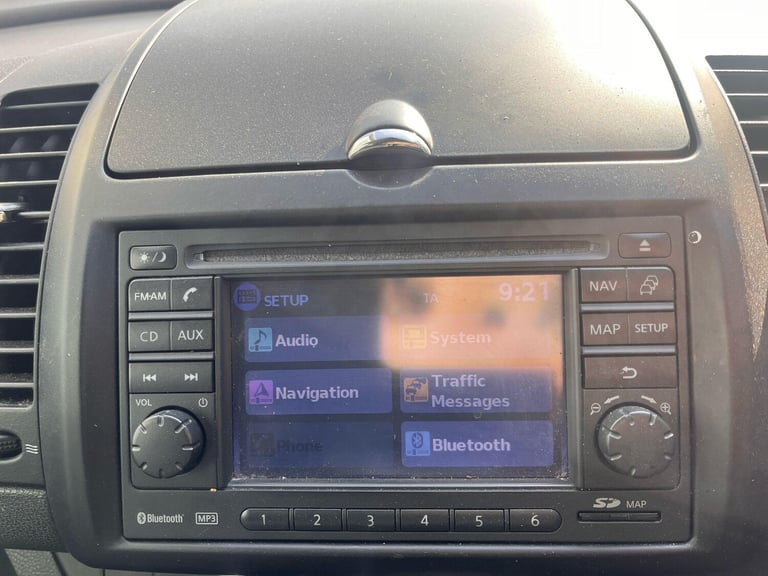 FM·AM
NAV
SETUP
TA
9:21
CD
AUX
Audio
System
MAP
SETUP
Navigation
Traffic
Messages
VOL
Phone
Bluetooth
Bluetooth
MP3
1
2
3
4
5
6
SD
MAP